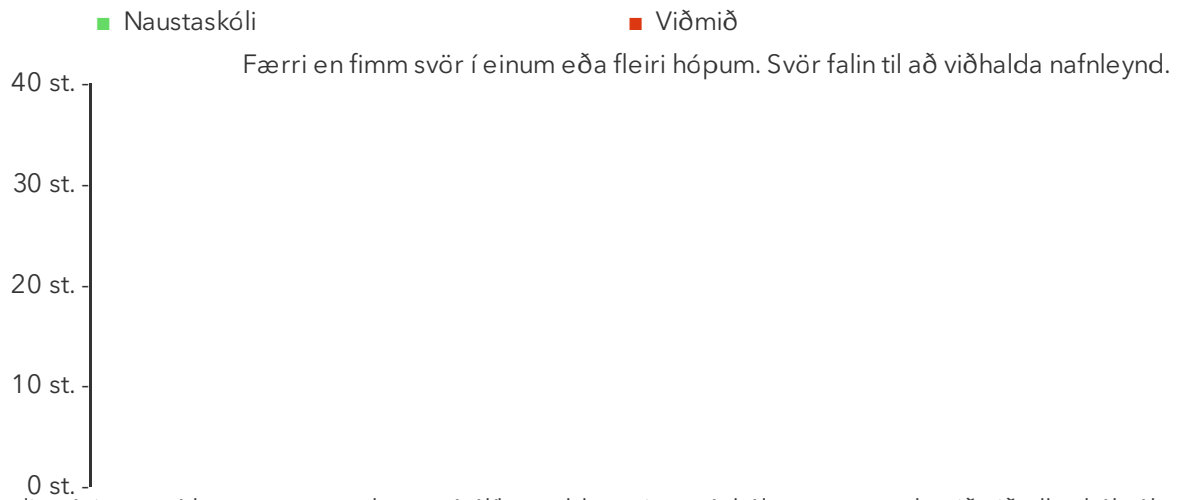 Naustaskóli Viðmið
Færri en fimm svör í einum eða fleiri hópum. Svör falin til að viðhalda nafnleynd.
40 st.
30 st.
20 st.
10 st.
0 st.